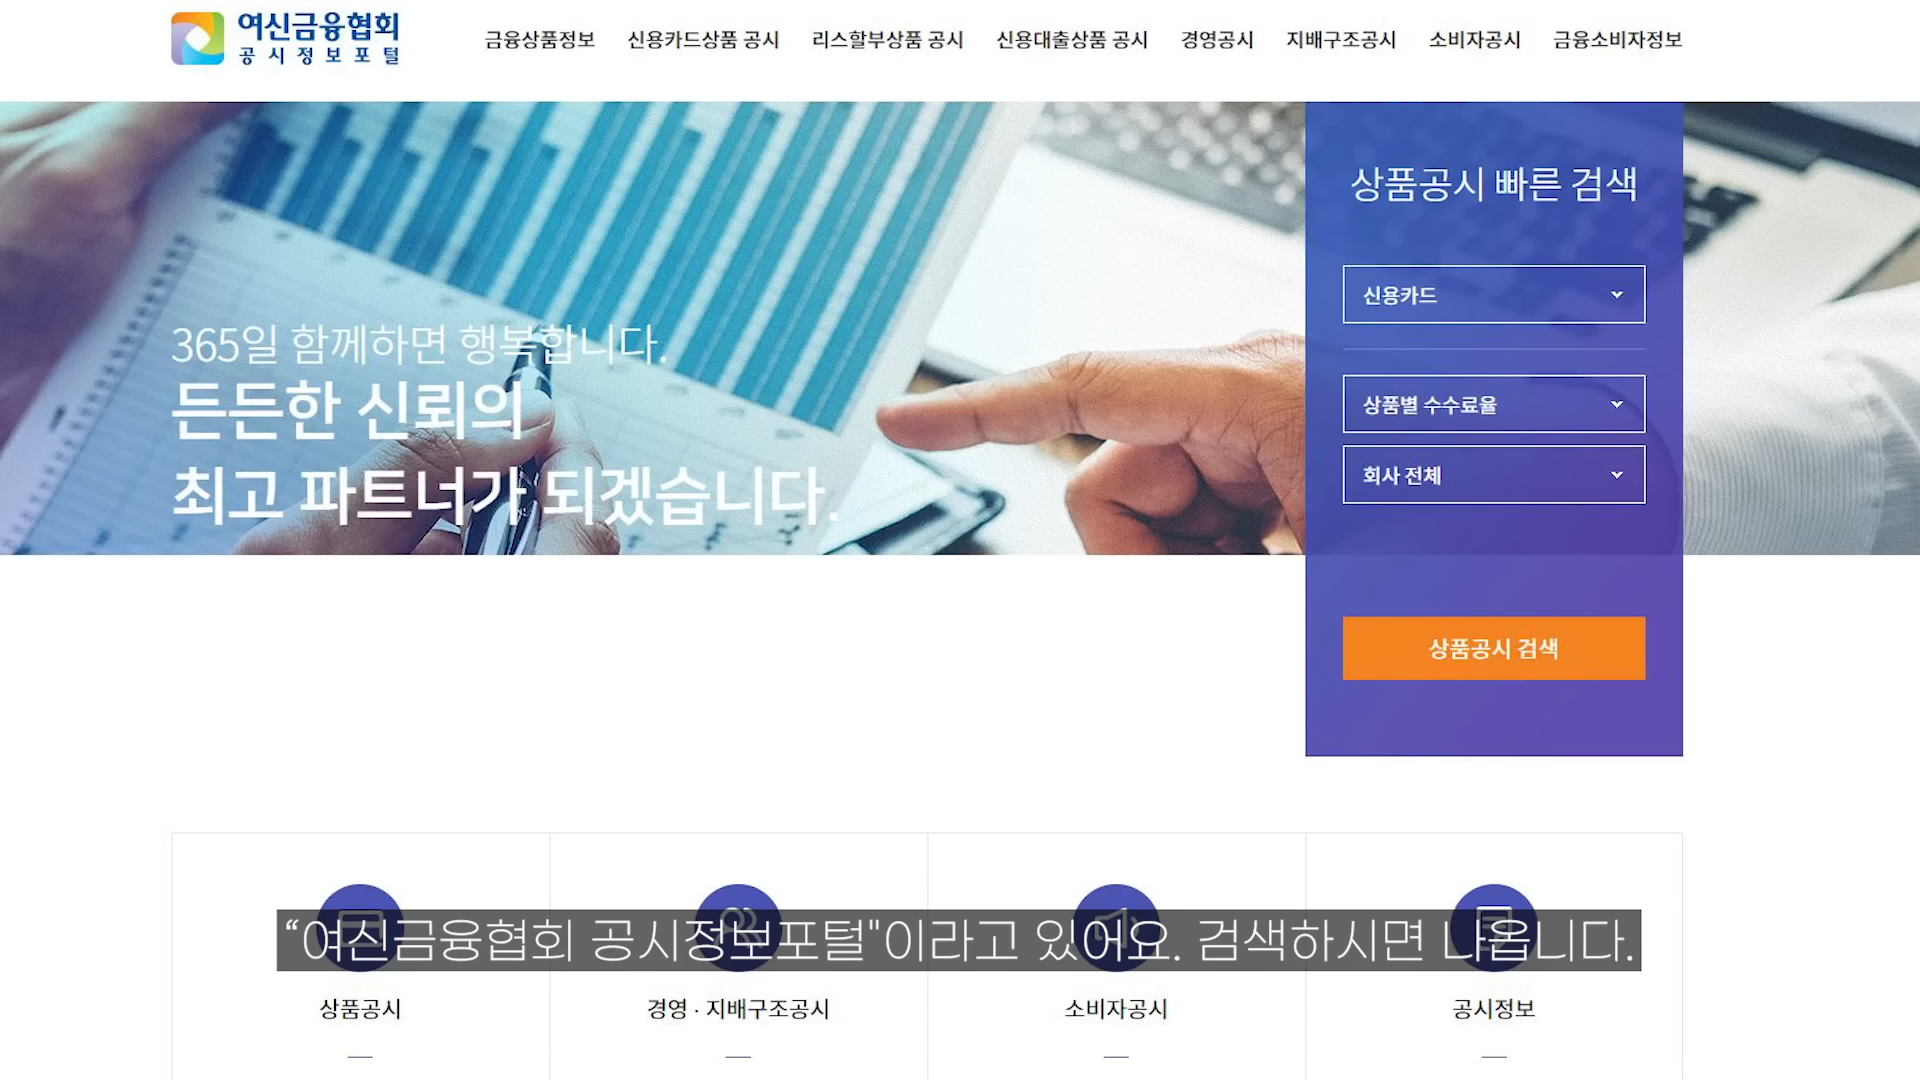 여신금융협회
공시정보포털
금융상품정보 신용카드상품 공시 리스할부상품 공시 신용대출상품 공시 경영공시 지배구조공시 소비자공시 금융소비자정보
365일 함께하면 행복합니다.
든든한 신뢰의
최고 파트너가 되겠습니다.
상품공시 빠른 검색
신용카드
상품별 수수료율
회사 전체
상품공시 검색
“여신금융협회 공시정보포털"이라고 있어요. 검색하시면 나옵니다.
상품공시
경영 · 지배구조공시
소비자공시
공시정보